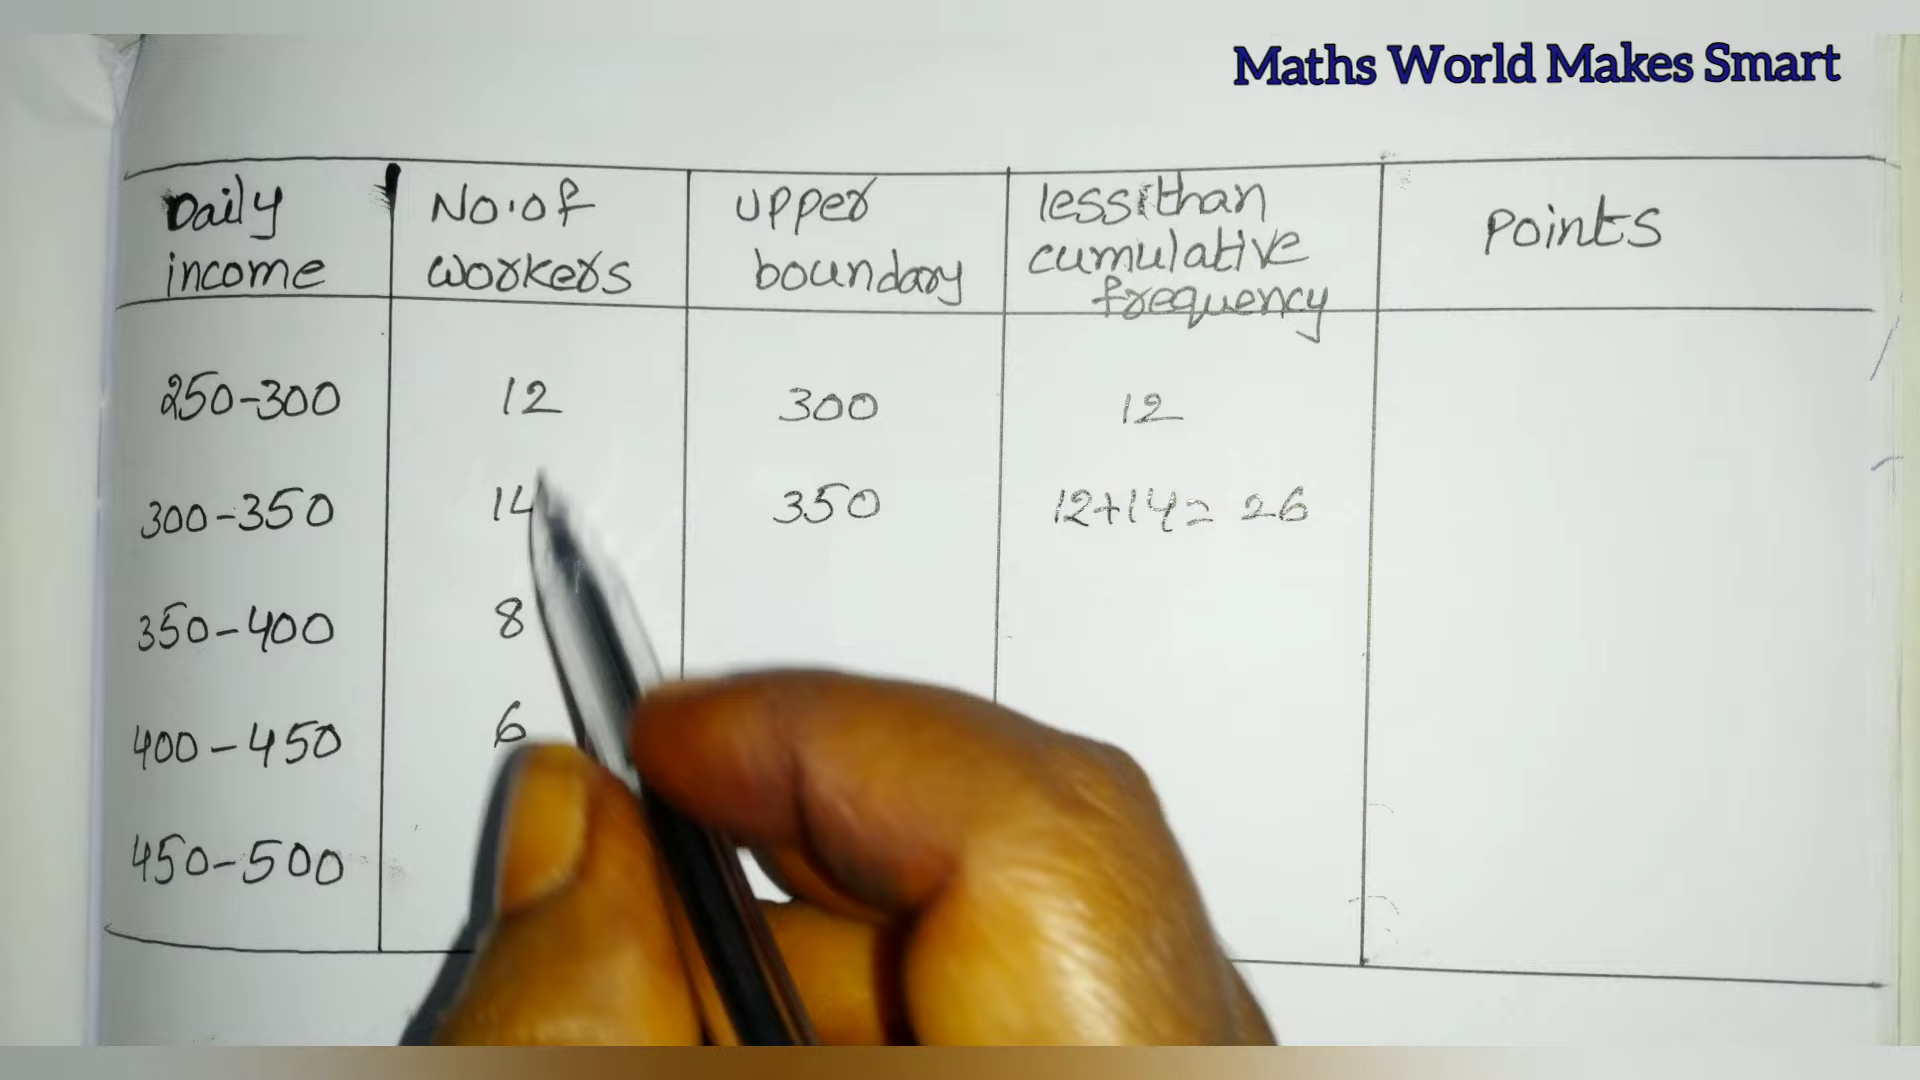 Maths World Makes Smart
Daily income
No. of workers
upper boundary
less than cumulative frequency
points
250-300 12 300 12
300-350 14 350 12+14= 26
350-400 8
400-450 6
450-500